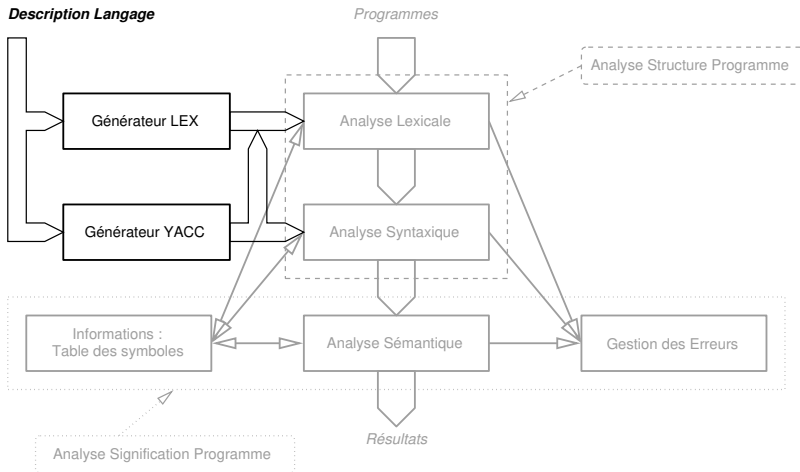 Description Langage
Programmes
Analyse Structure Programme
Générateur LEX
Analyse Lexicale
Générateur YACC
Analyse Syntaxique
Informations :
Table des symboles
Analyse Sémantique
Gestion des Erreurs
Résultats
Analyse Signification Programme